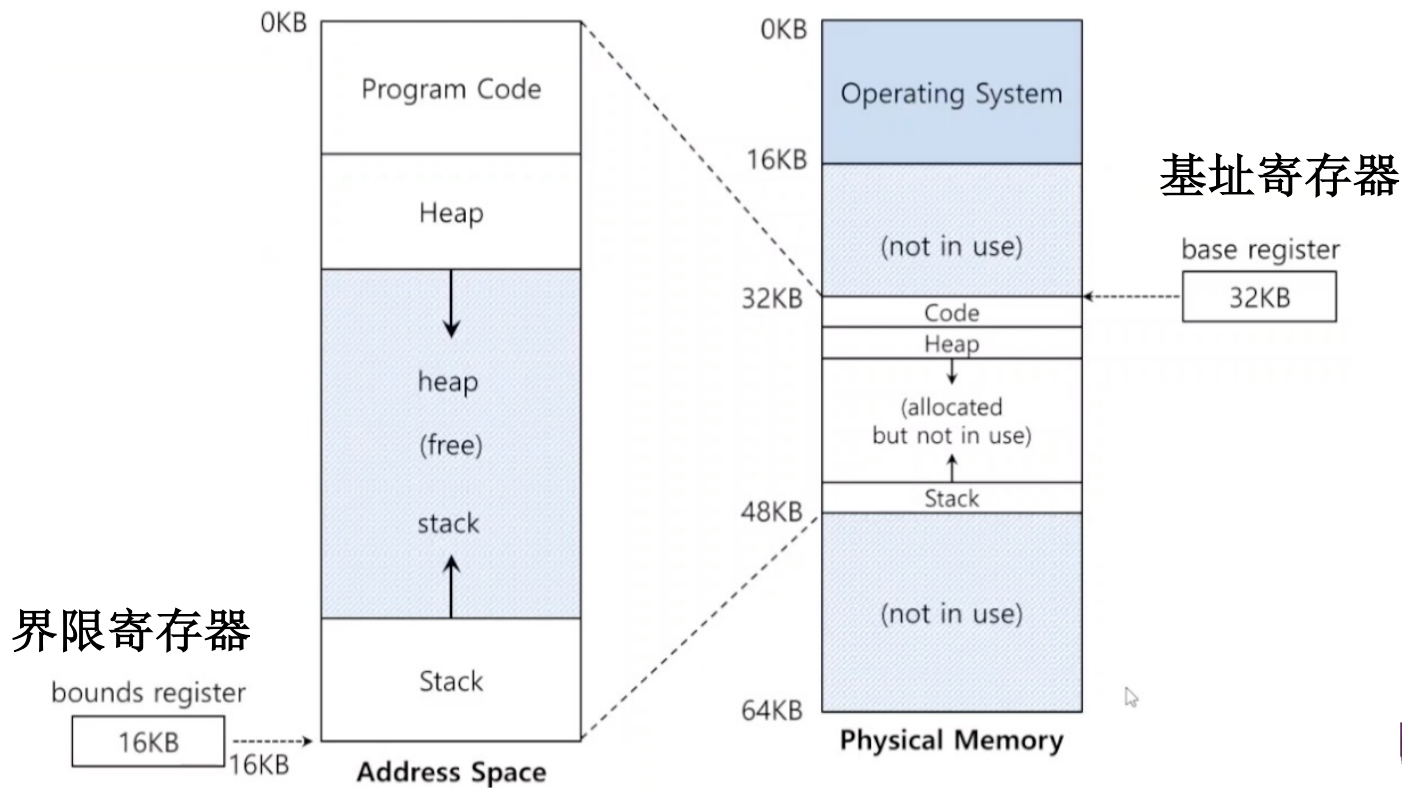 0KB
Program Code
Heap
heap
(free)
stack
Stack
界限寄存器
bounds register
16KB
16KB
Address Space
0KB
Operating System
16KB
(not in use)
32KB
Code
Heap
(allocated
but not in use)
Stack
48KB
(not in use)
64KB
Physical Memory
基址寄存器
base register
32KB